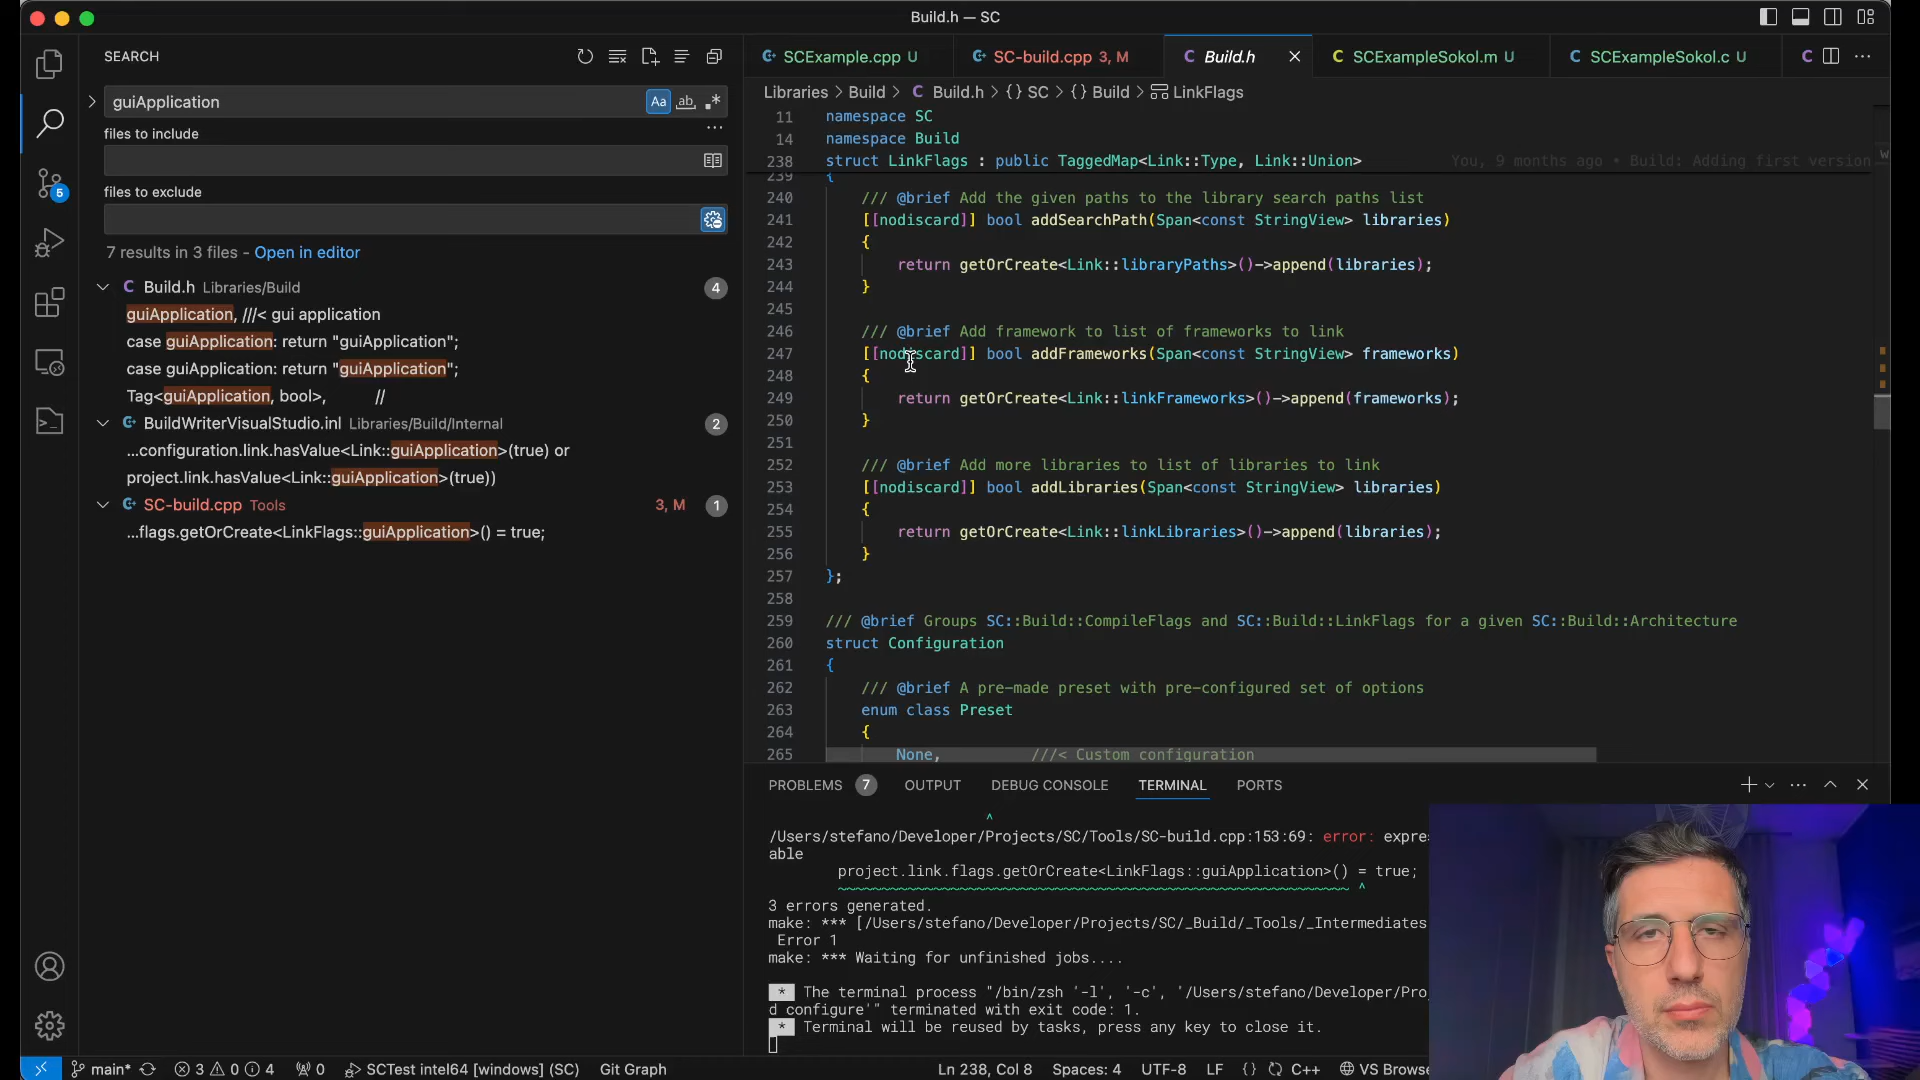 Build.h — SC
SEARCH
guiApplication
Aa
ab
files to include
files to exclude
7 results in 3 files - Open in editor
Build.h Libraries/Build 4
guiApplication, ///< gui application
case guiApplication: return "guiApplication";
case guiApplication: return "guiApplication";
Tag<guiApplication, bool>, //
BuildWriterVisualStudio.inl Libraries/Build/Internal 2
...configuration.link.hasValue<Link::guiApplication>(true) or
project.link.hasValue<Link::guiApplication>(true))
SC-build.cpp Tools 3, M 1
...flags.getOrCreate<LinkFlags::guiApplication>() = true;
5
SCExample.cpp U
SC-build.cpp 3, M
C Build.h
C SCExampleSokol.m U
C SCExampleSokol.c U
C
Libraries > Build > C Build.h > {} SC > {} Build > LinkFlags
11 namespace SC
14 namespace Build
238 struct LinkFlags : public TaggedMap<Link::Type, Link::Union> You, 9 months ago • Build: Adding first version
239 {
240 /// @brief Add the given paths to the library search paths list
241 [[nodiscard]] bool addSearchPath(Span<const StringView> libraries)
242 {
243 return getOrCreate<Link::libraryPaths>()->append(libraries);
244 }
245
246 /// @brief Add framework to list of frameworks to link
247 [[nodiscard]] bool addFrameworks(Span<const StringView> frameworks)
248 {
249 return getOrCreate<Link::linkFrameworks>()->append(frameworks);
250 }
251
252 /// @brief Add more libraries to list of libraries to link
253 [[nodiscard]] bool addLibraries(Span<const StringView> libraries)
254 {
255 return getOrCreate<Link::linkLibraries>()->append(libraries);
256 }
257 };
258
259 /// @brief Groups SC::Build::CompileFlags and SC::Build::LinkFlags for a given SC::Build::Architecture
260 struct Configuration
261 {
262 /// @brief A pre-made preset with pre-configured set of options
263 enum class Preset
264 {
265 None, ///< Custom configuration
PROBLEMS 7 OUTPUT DEBUG CONSOLE TERMINAL PORTS
^
/Users/stefano/Developer/Projects/SC/Tools/SC-build.cpp:153:69: error: expre
able
project.link.flags.getOrCreate<LinkFlags::guiApplication>() = true;
~~~~~~~~~~~~~~~~~~~~~~~~~~~~~~~~~~~~~~~~~~~~~~~~~~~~~~~~~~~ ^
3 errors generated.
make: *** [/Users/stefano/Developer/Projects/SC/_Build/_Tools/_Intermediates
Error 1
make: *** Waiting for unfinished jobs....
* The terminal process "/bin/zsh '-l', '-c', '/Users/stefano/Developer/Pro
d configure'" terminated with exit code: 1.
* Terminal will be reused by tasks, press any key to close it.
main* 3 0 4 0 SCTest intel64 [windows] (SC) Git Graph Ln 238, Col 8 Spaces: 4 UTF-8 LF {} C++ VS Browse